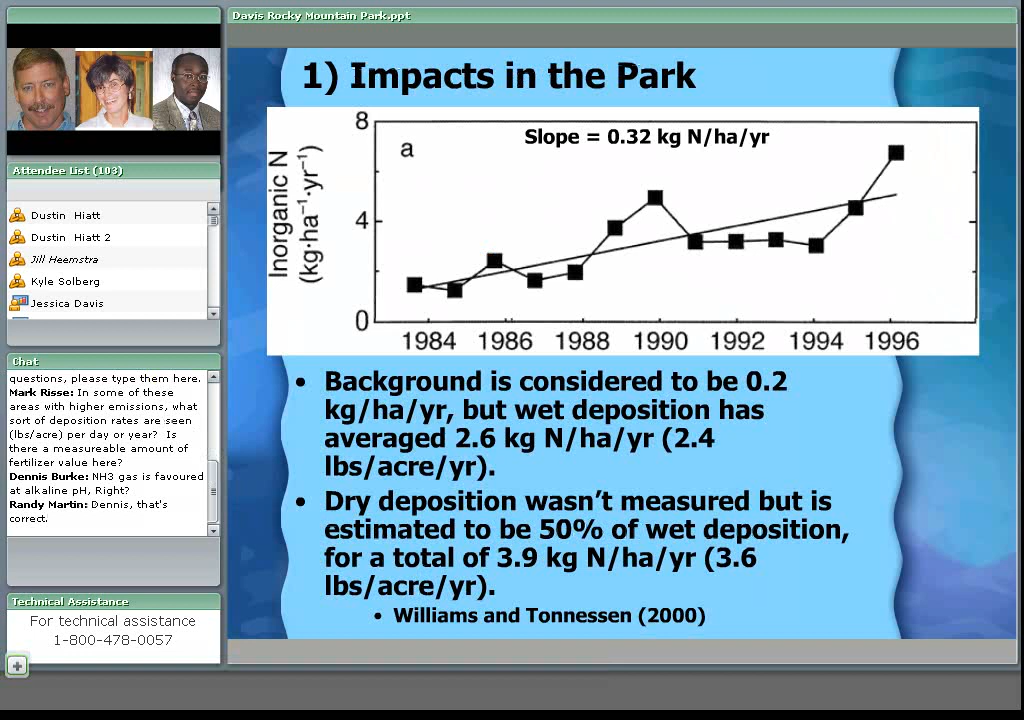 Davis Rocky Mountain Park.ppt
Attendee List (103)
Dustin Hiatt
Dustin Hiatt 2
Jill Heemstra
Kyle Solberg
Jessica Davis
Chat
questions, please type them here.
Mark Risse: In some of these
areas with higher emissions, what
sort of deposition rates are seen
(lbs/acre) per day or year? Is
there a measureable amount of
fertilizer value here?
Dennis Burke: NH3 gas is favoured
at alkaline pH, Right?
Randy Martin: Dennis, that's
correct.
Technical Assistance
For technical assistance
1-800-478-0057
1) Impacts in the Park
Slope = 0.32 kg N/ha/yr
a
Inorganic N
(kg·ha⁻¹·yr⁻¹)
8
4
0
1984 1986 1988 1990 1992 1994 1996
• Background is considered to be 0.2
kg/ha/yr, but wet deposition has
averaged 2.6 kg N/ha/yr (2.4
lbs/acre/yr).
• Dry deposition wasn't measured but is
estimated to be 50% of wet deposition,
for a total of 3.9 kg N/ha/yr (3.6
lbs/acre/yr).
• Williams and Tonnessen (2000)